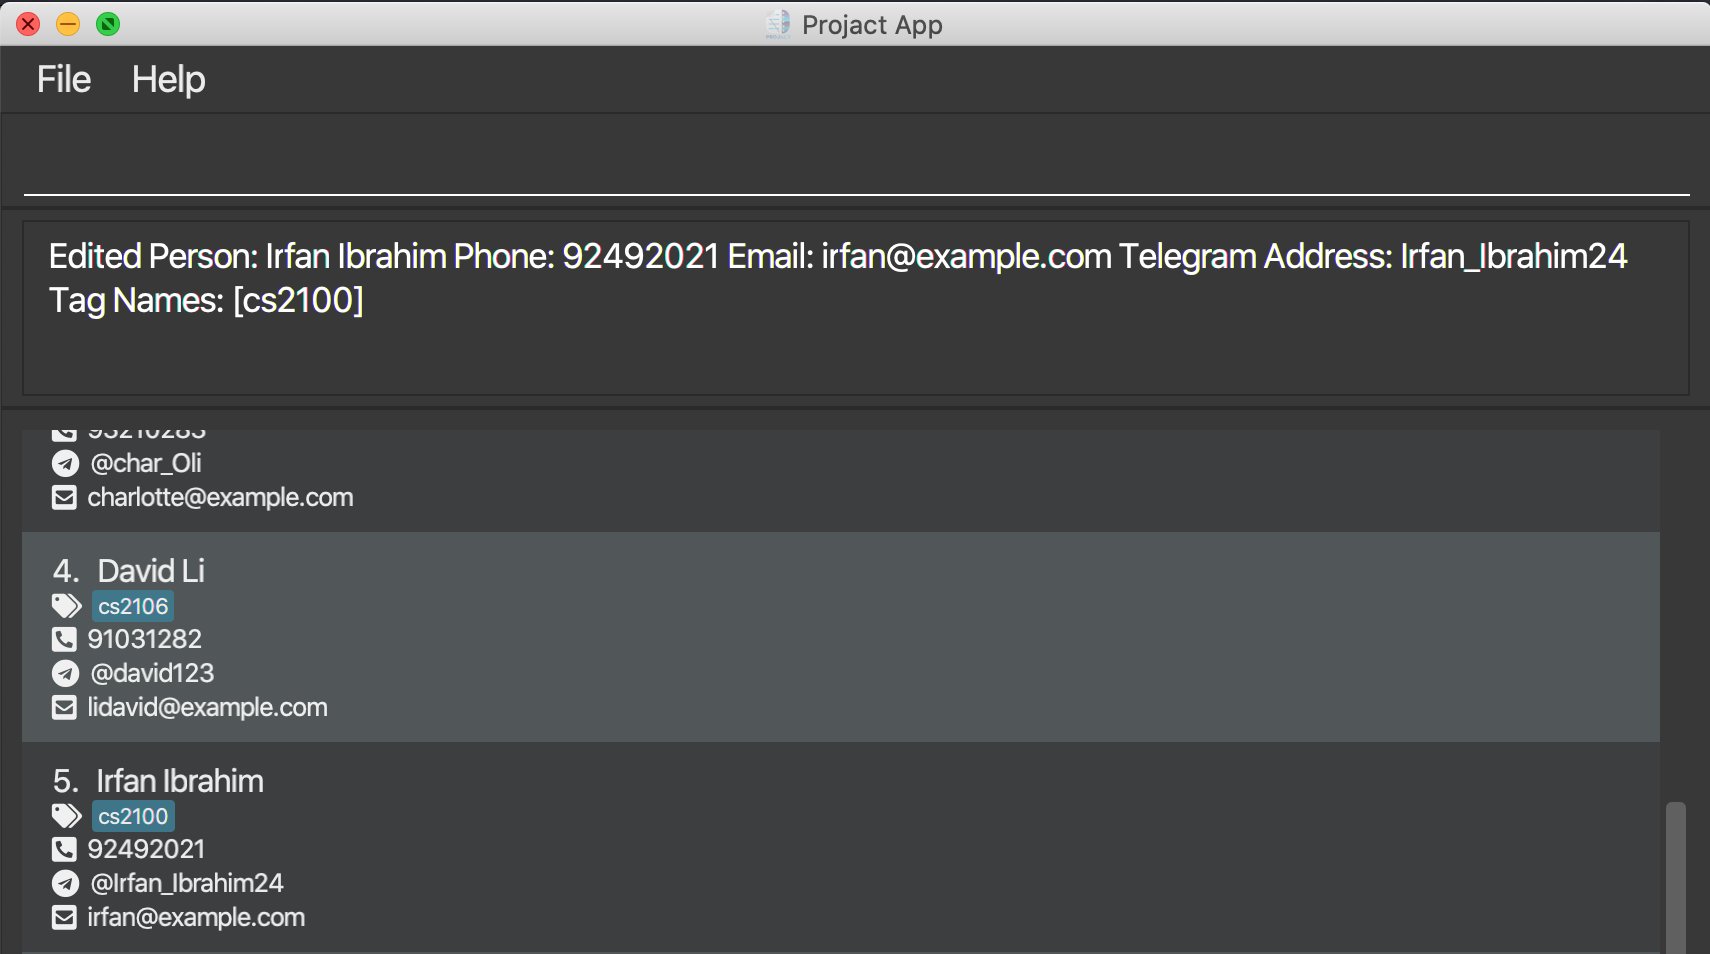 Projact App
File Help
Edited Person: Irfan Ibrahim Phone: 92492021 Email: irfan@example.com Telegram Address: Irfan_Ibrahim24
Tag Names: [cs2100]
93210283
@char_Oli
charlotte@example.com
4. David Li
cs2106
91031282
@david123
lidavid@example.com
5. Irfan Ibrahim
cs2100
92492021
@Irfan_Ibrahim24
irfan@example.com